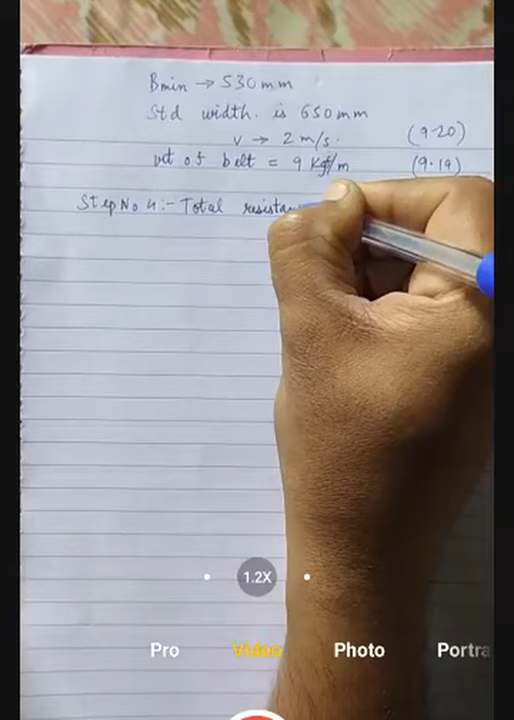 Bmin → 530 mm
Std width. is 650 mm
v → 2 m/s. (9.20)
wt of belt = 9 Kgf/m (9.19)
Step No 4:- Total
1.2X
Pro Video Photo Portra